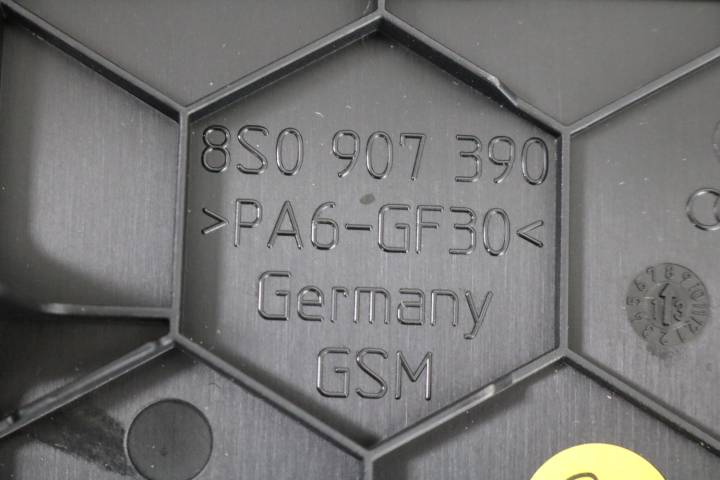 8S0 907 390
>PA6-GF30<
Germany
GSM